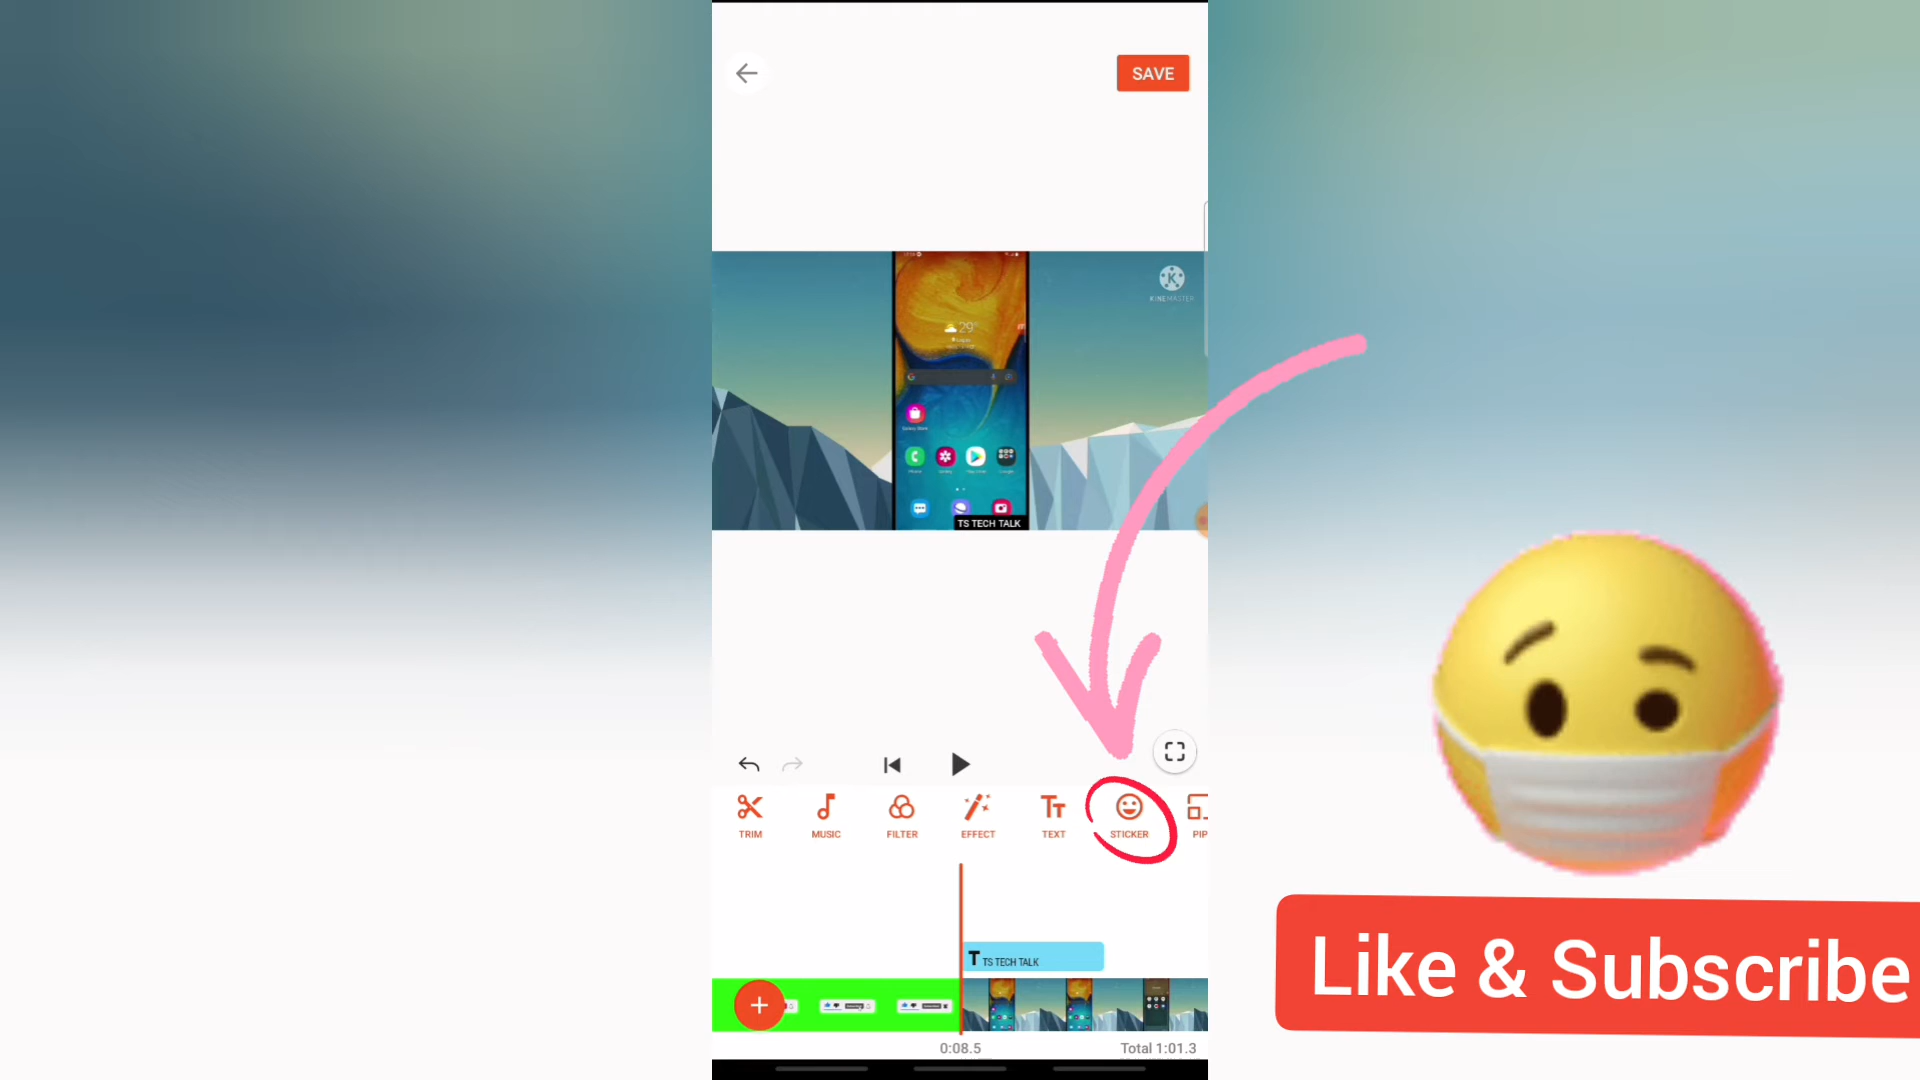 SAVE
KINEMASTER
29°
TS TECH TALK
TRIM
MUSIC
FILTER
EFFECT
TEXT
STICKER
PIP
T TS TECH TALK
0:08.5
Total 1:01.3
Like & Subscribe